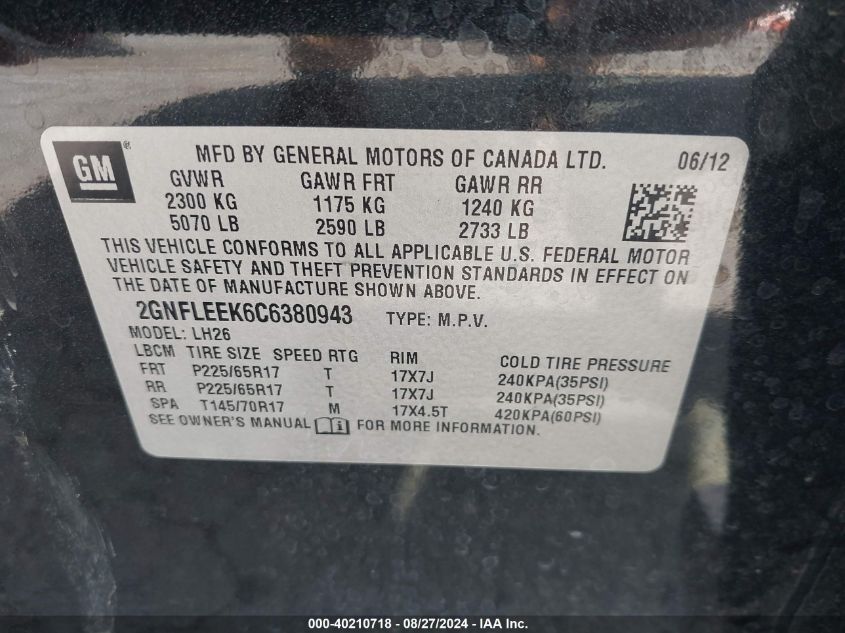 GM
MFD BY GENERAL MOTORS OF CANADA LTD. 06/12
GVWR GAWR FRT GAWR RR
2300 KG 1175 KG 1240 KG
5070 LB 2590 LB 2733 LB
THIS VEHICLE CONFORMS TO ALL APPLICABLE U.S. FEDERAL MOTOR
VEHICLE SAFETY AND THEFT PREVENTION STANDARDS IN EFFECT ON
THE DATE OF MANUFACTURE SHOWN ABOVE.
2GNFLEEK6C6380943 TYPE: M.P.V.
MODEL: LH26
LBCM TIRE SIZE SPEED RTG RIM COLD TIRE PRESSURE
FRT P225/65R17 T 17X7J 240KPA(35PSI)
RR P225/65R17 T 17X7J 240KPA(35PSI)
SPA T145/70R17 M 17X4.5T 420KPA(60PSI)
SEE OWNER'S MANUAL FOR MORE INFORMATION.
000-40210718 - 08/27/2024 - IAA Inc.